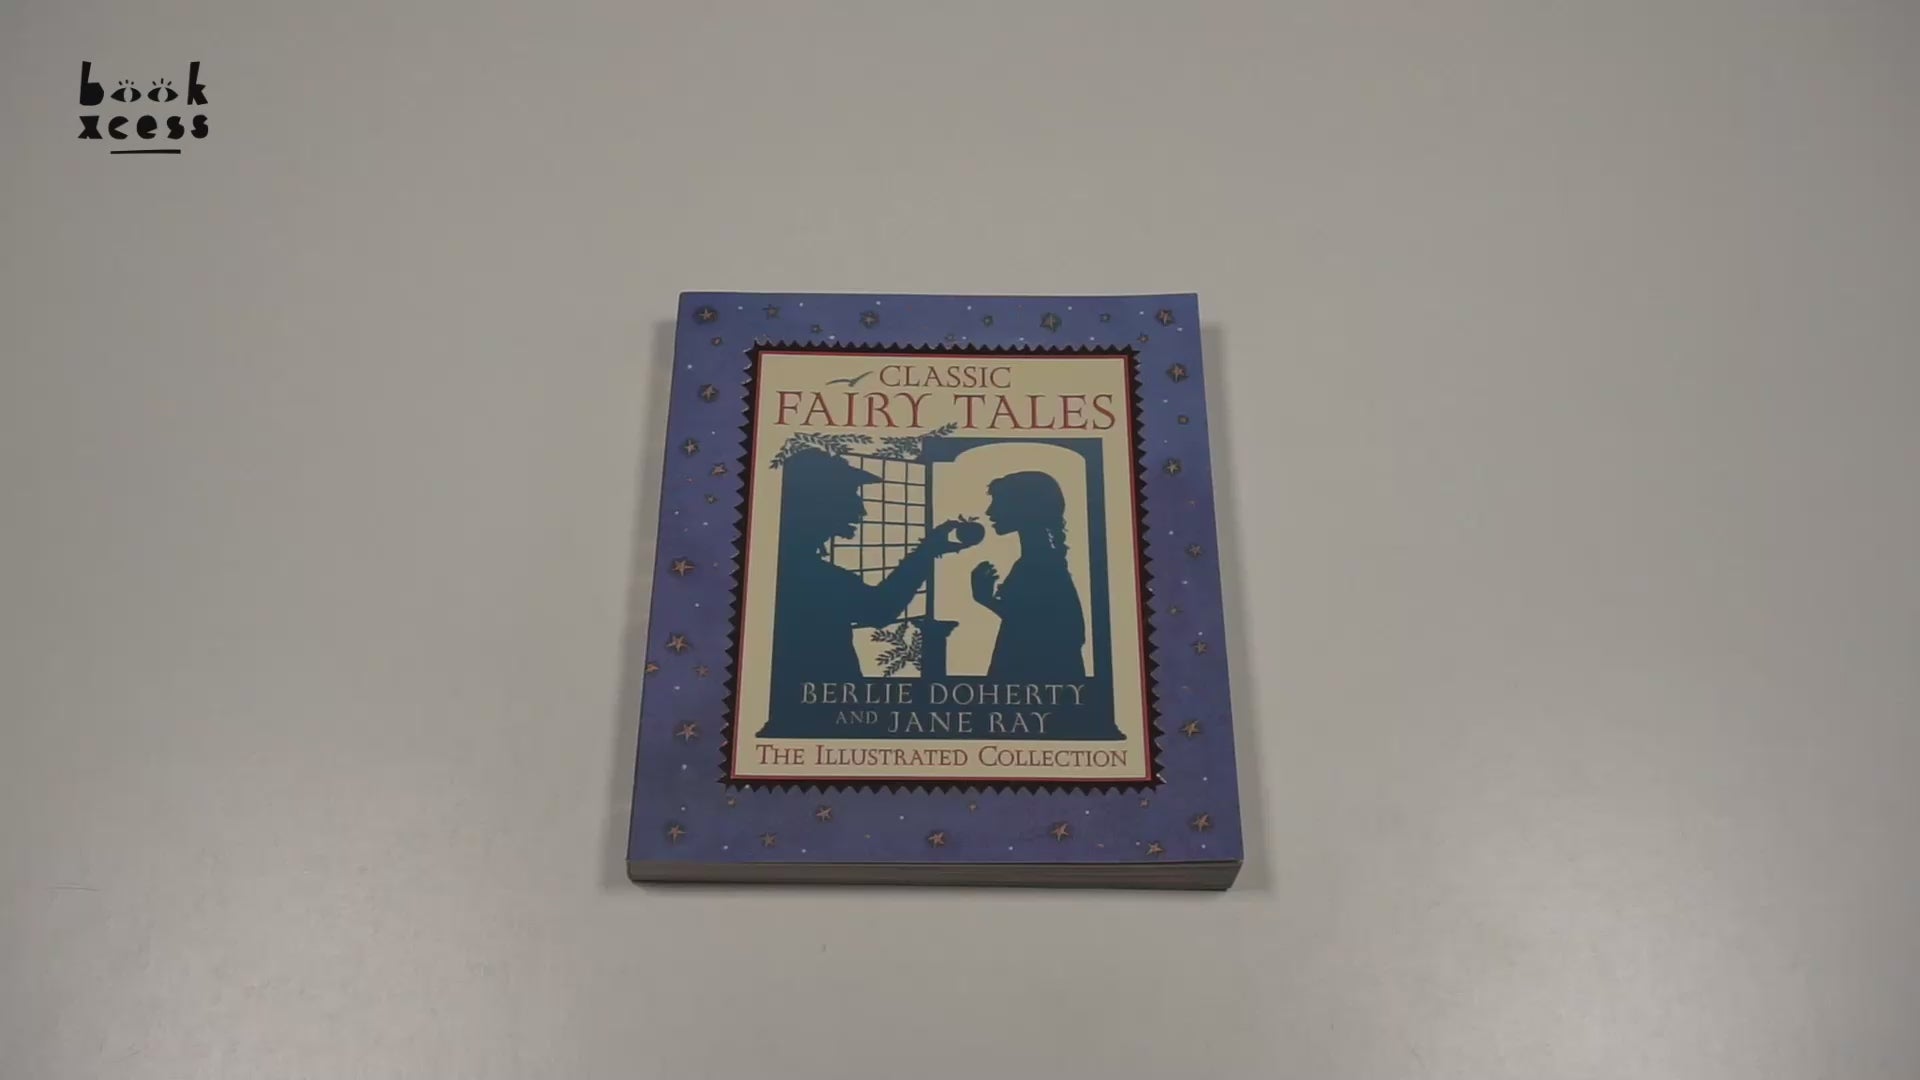 book
xcess
CLASSIC
FAIRY TALES
BERLIE DOHERTY
AND JANE RAY
THE ILLUSTRATED COLLECTION